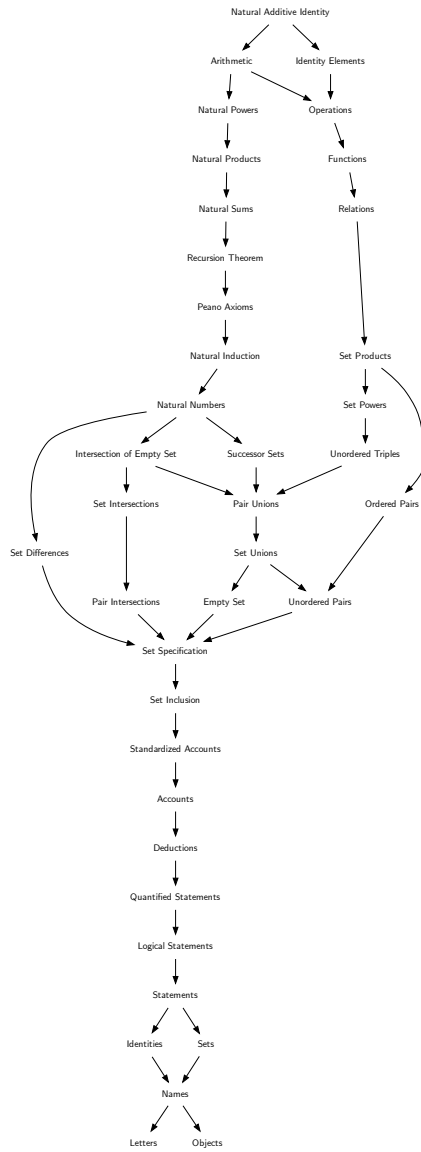 Natural Additive Identity
Arithmetic
Identity Elements
Natural Powers
Operations
Natural Products
Functions
Natural Sums
Relations
Recursion Theorem
Peano Axioms
Natural Induction
Set Products
Natural Numbers
Set Powers
Intersection of Empty Set
Successor Sets
Unordered Triples
Set Intersections
Pair Unions
Ordered Pairs
Set Differences
Set Unions
Pair Intersections
Empty Set
Unordered Pairs
Set Specification
Set Inclusion
Standardized Accounts
Accounts
Deductions
Quantified Statements
Logical Statements
Statements
Identities
Sets
Names
Letters
Objects